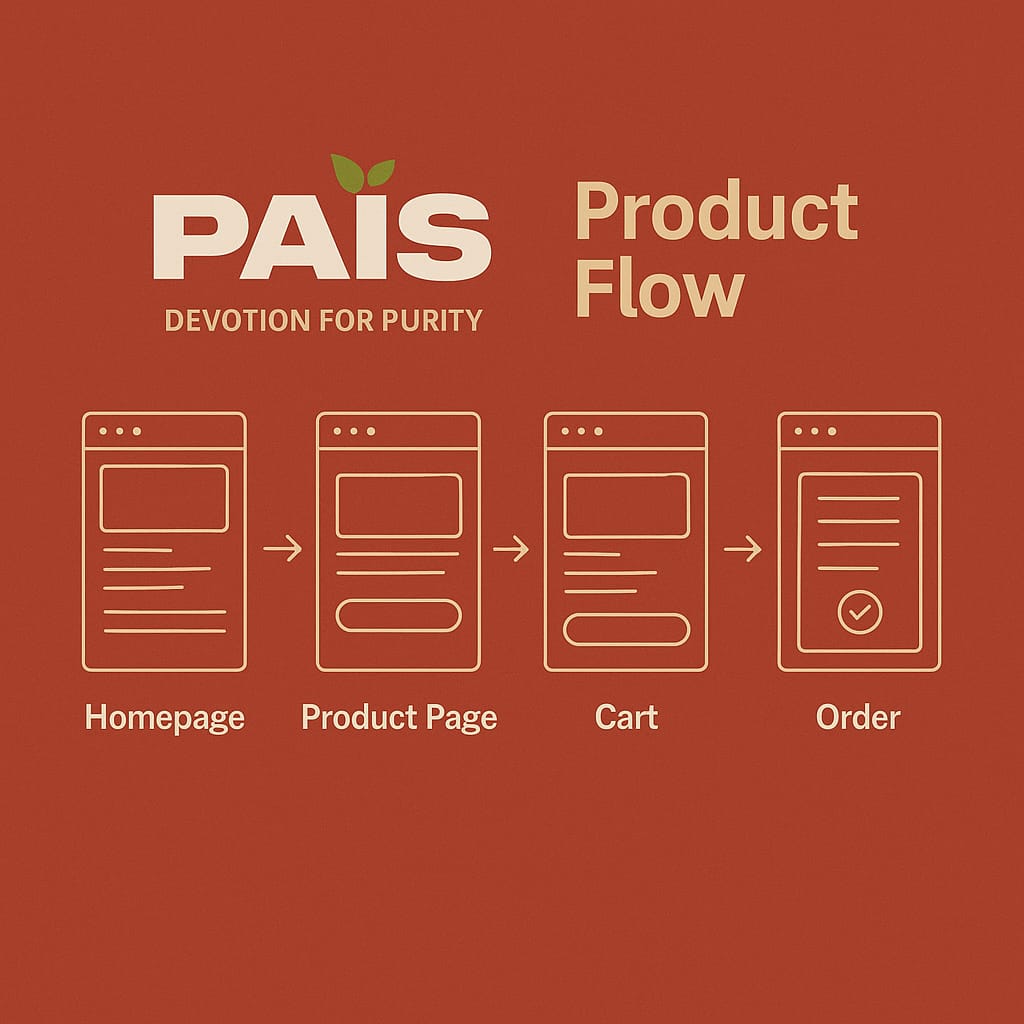 PAIS
DEVOTION FOR PURITY
Product
Flow
Homepage
Product Page
Cart
Order